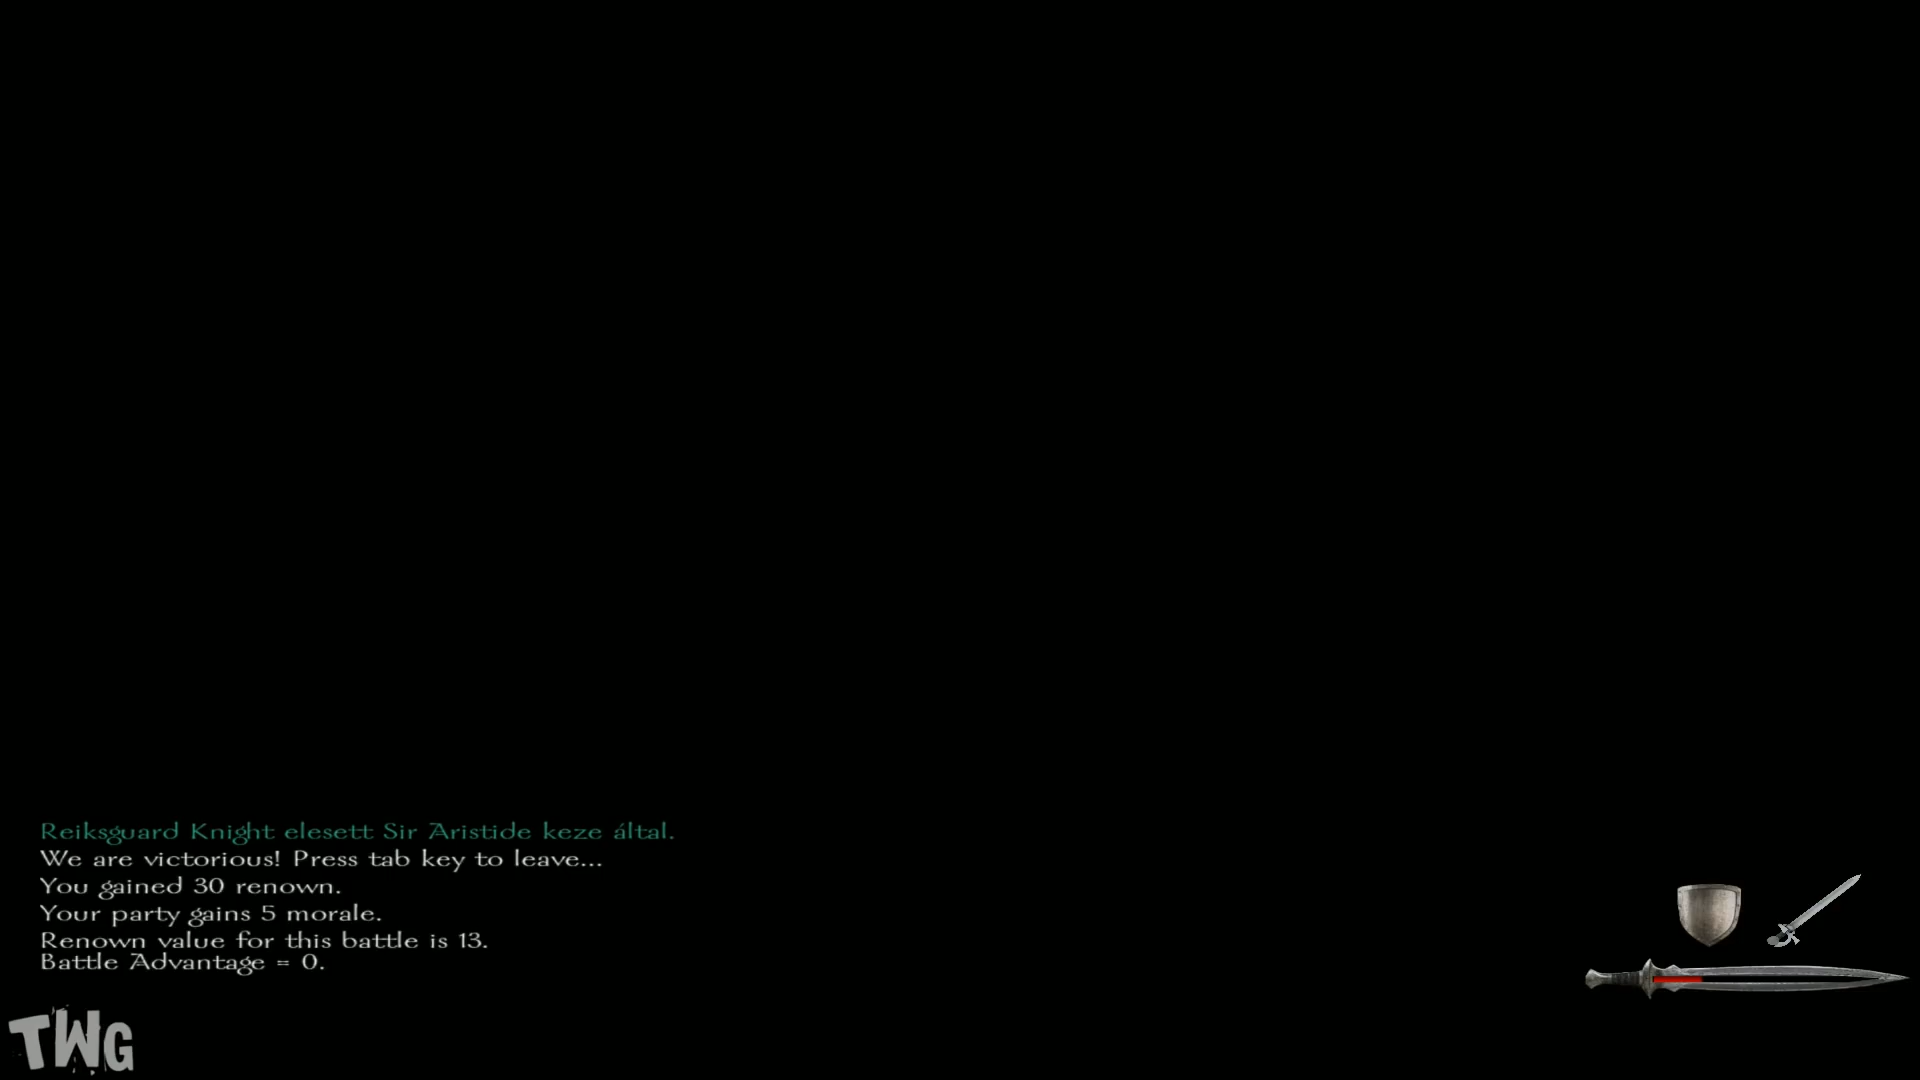 Reiksguard Knight elesett Sir Aristide keze által.
We are victorious! Press tab key to leave...
You gained 30 renown.
Your party gains 5 morale.
Renown value for this battle is 13.
Battle Advantage = 0.
TWG